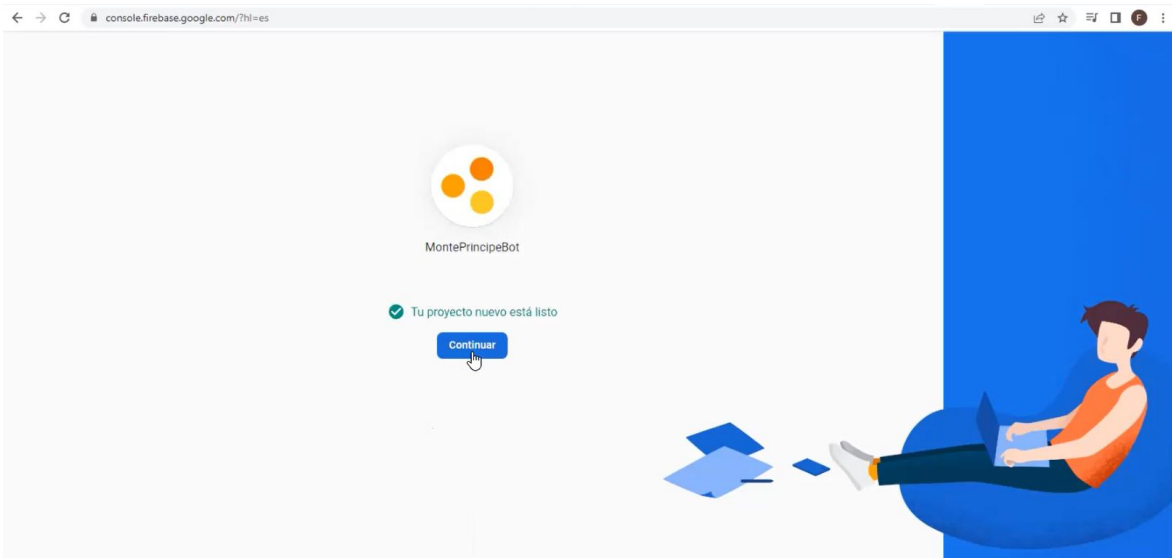 console.firebase.google.com/?hl=es
F
MontePrincipeBot
Tu proyecto nuevo está listo
Continuar